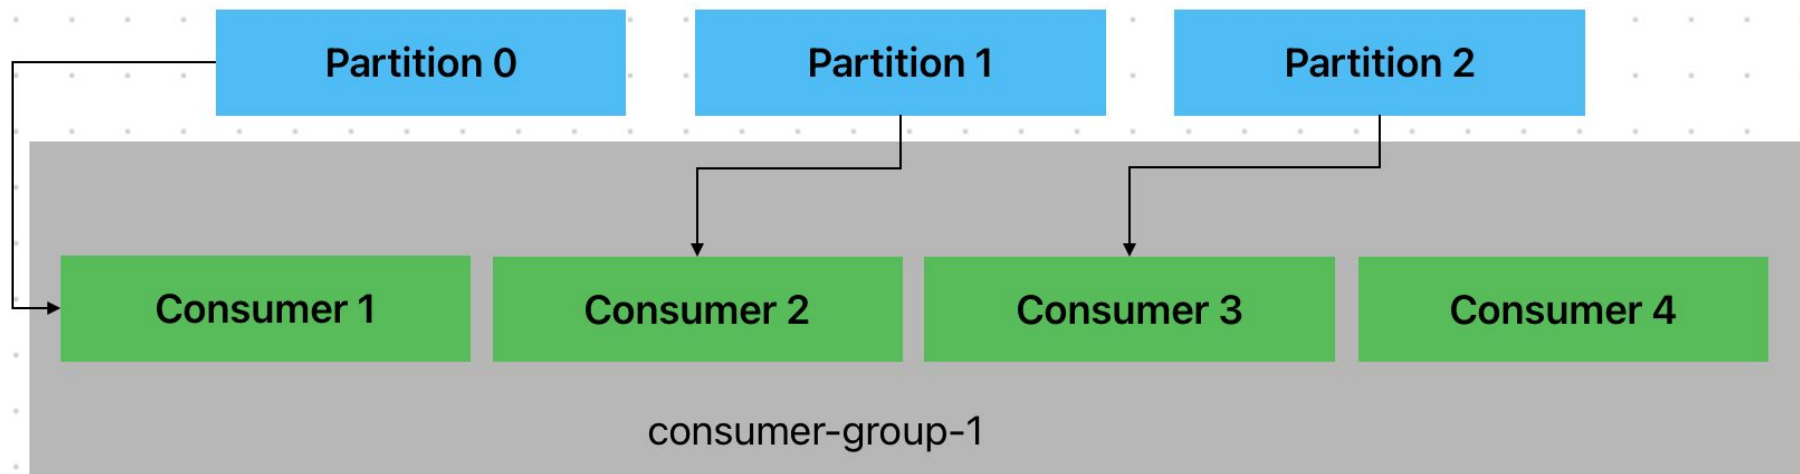 Partition 0
Partition 1
Partition 2
Consumer 1
Consumer 2
Consumer 3
Consumer 4
consumer-group-1